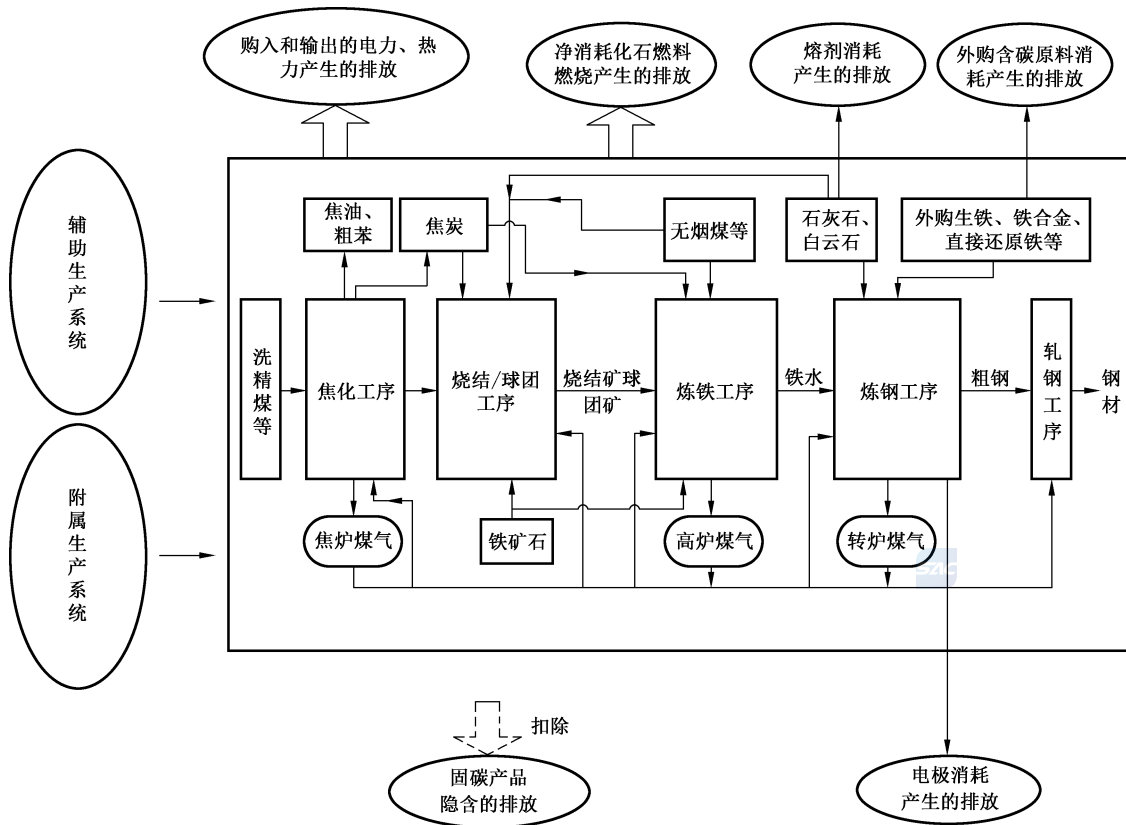 购入和输出的电力、热
力产生的排放
净消耗化石燃料
燃烧产生的排放
熔剂消耗
产生的排放
外购含碳原料消
耗产生的排放
辅助生产系统
附属生产系统
焦油、
粗苯
焦炭
无烟煤等
石灰石、
白云石
外购生铁、铁合金、
直接还原铁等
洗精煤等
焦化工序
烧结/球团
工序
烧结矿球
团矿
炼铁工序
铁水
炼钢工序
粗钢
轧钢工序
钢材
焦炉煤气
铁矿石
高炉煤气
转炉煤气
SAC
扣除
固碳产品
隐含的排放
电极消耗
产生的排放